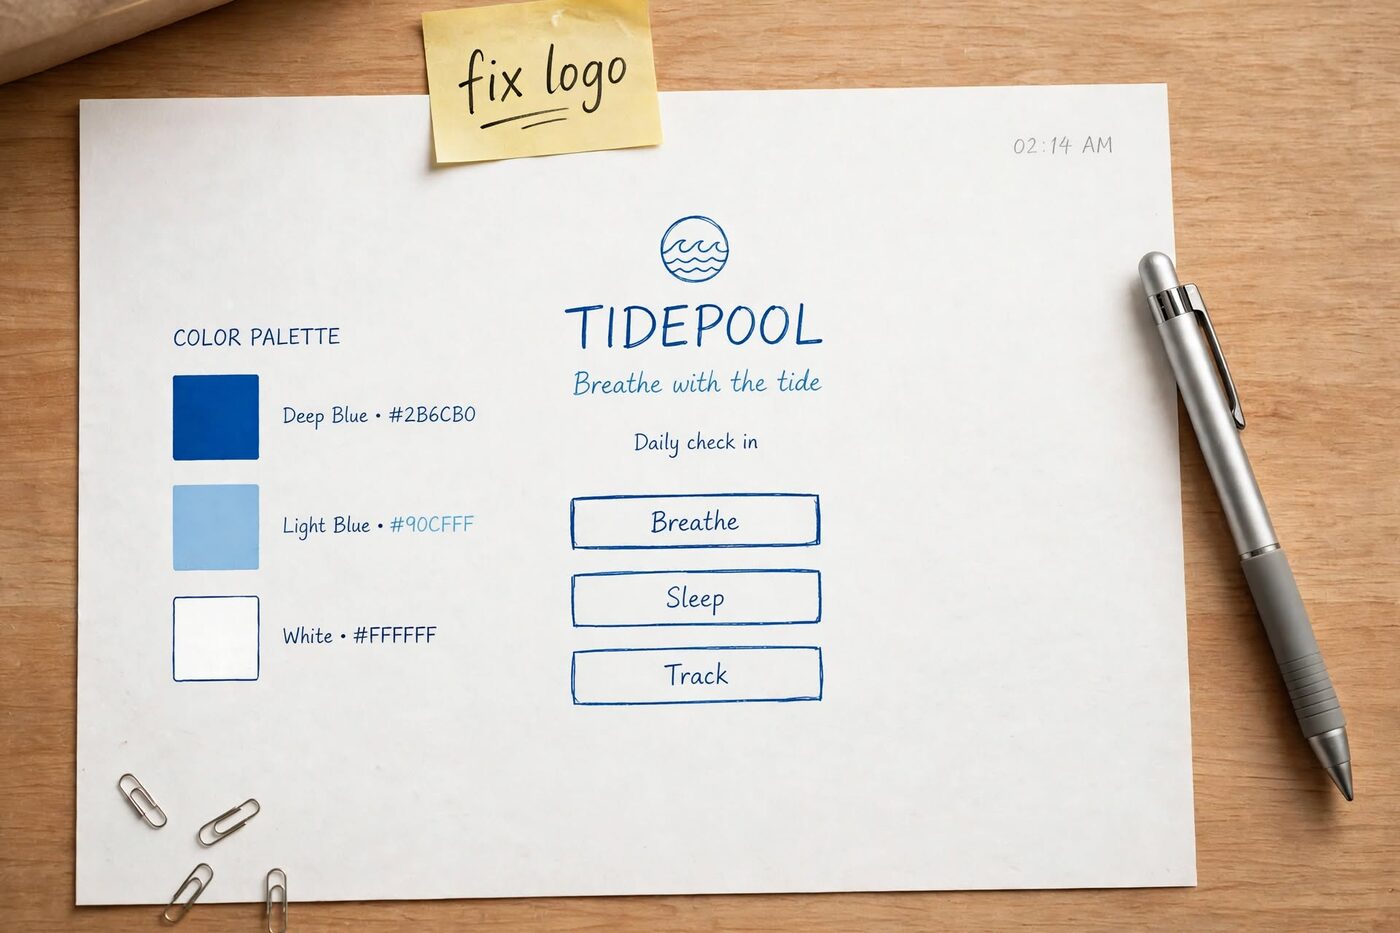 fix logo
02:14 AM
TIDEPOOL
Breathe with the tide
Daily check in
Breathe
Sleep
Track
COLOR PALETTE
Deep Blue • #2B6CB0
Light Blue • #90CFFF
White • #FFFFFF